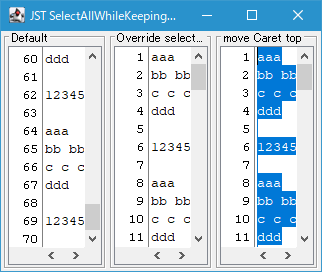 JST SelectAllWhileKeeping...
Default
60 ddd
61
62 12345
63
64 aaa
65 bb bb
66 c c c
67 ddd
68
69 12345
70
Override select...
1 aaa
2 bb bb
3 c c c
4 ddd
5
6 12345
7
8 aaa
9 bb bb
10 c c c
11 ddd
move Caret top
1 aaa
2 bb bb
3 c c c
4 ddd
5
6 12345
7
8 aaa
9 bb bb
10 c c c
11 ddd